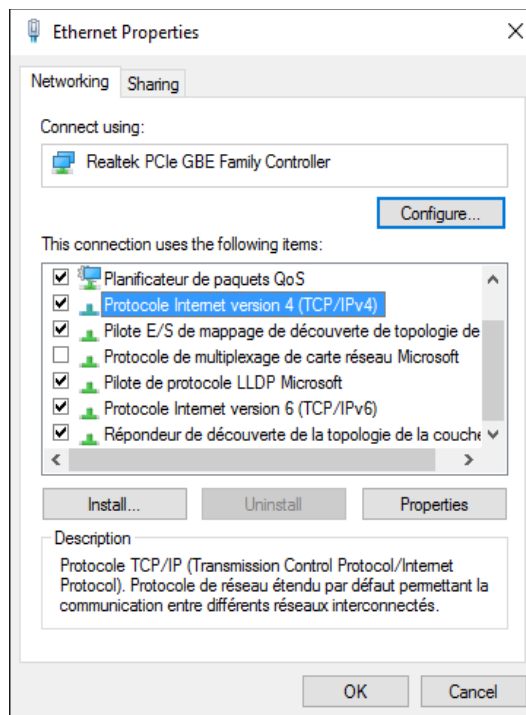 Ethernet Properties
Networking
Sharing
Connect using:
Realtek PCIe GBE Family Controller
Configure...
This connection uses the following items:
Planificateur de paquets QoS
Protocole Internet version 4 (TCP/IPv4)
Pilote E/S de mappage de découverte de topologie de
Protocole de multiplexage de carte réseau Microsoft
Pilote de protocole LLDP Microsoft
Protocole Internet version 6 (TCP/IPv6)
Répondeur de découverte de la topologie de la couche
Install...
Uninstall
Properties
Description
Protocole TCP/IP (Transmission Control Protocol/Internet
Protocol). Protocole de réseau étendu par défaut permettant la
communication entre différents réseaux interconnectés.
OK
Cancel